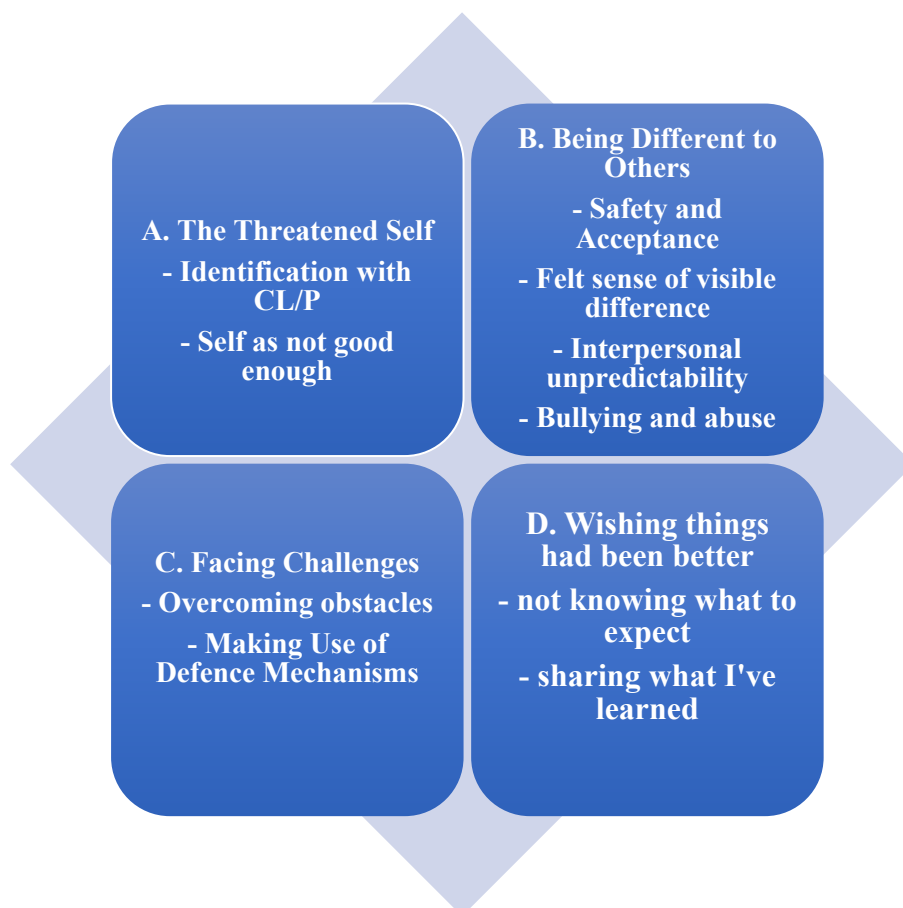 A. The Threatened Self
- Identification with
CL/P
- Self as not good
enough
B. Being Different to
Others
- Safety and
Acceptance
- Felt sense of visible
difference
- Interpersonal
unpredictability
- Bullying and abuse
C. Facing Challenges
- Overcoming obstacles
- Making Use of
Defence Mechanisms
D. Wishing things
had been better
- not knowing what to
expect
- sharing what I've
learned